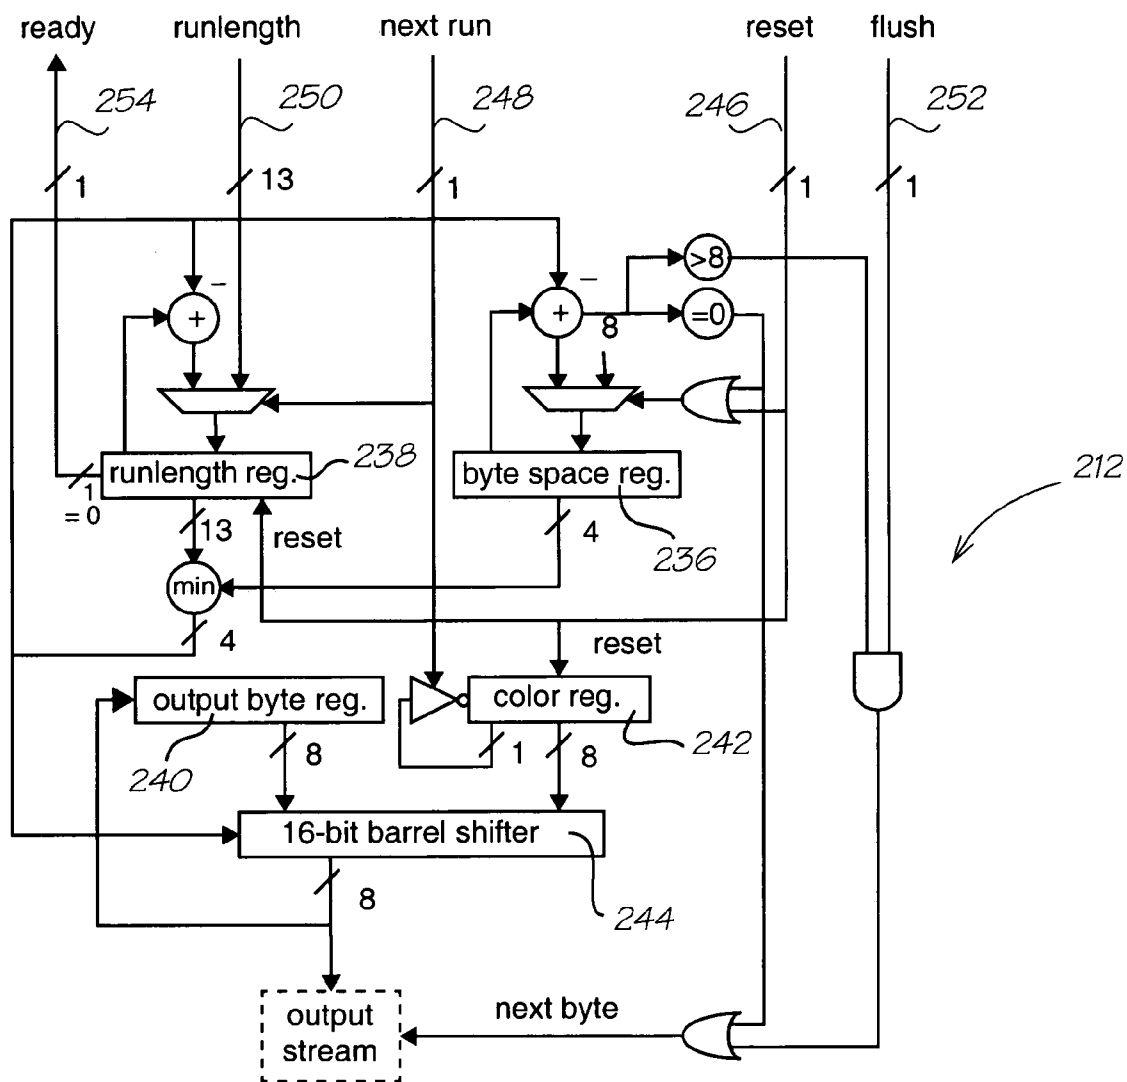 ready
runlength
next run
reset
flush
254
250
248
246
252
1
13
1
1
1
−
−
>8
+
+
=0
8
runlength reg.
238
byte space reg.
212
1
= 0
13
reset
4
236
min
4
reset
output byte reg.
color reg.
240
8
1
8
242
16-bit barrel shifter
8
244
output
stream
next byte